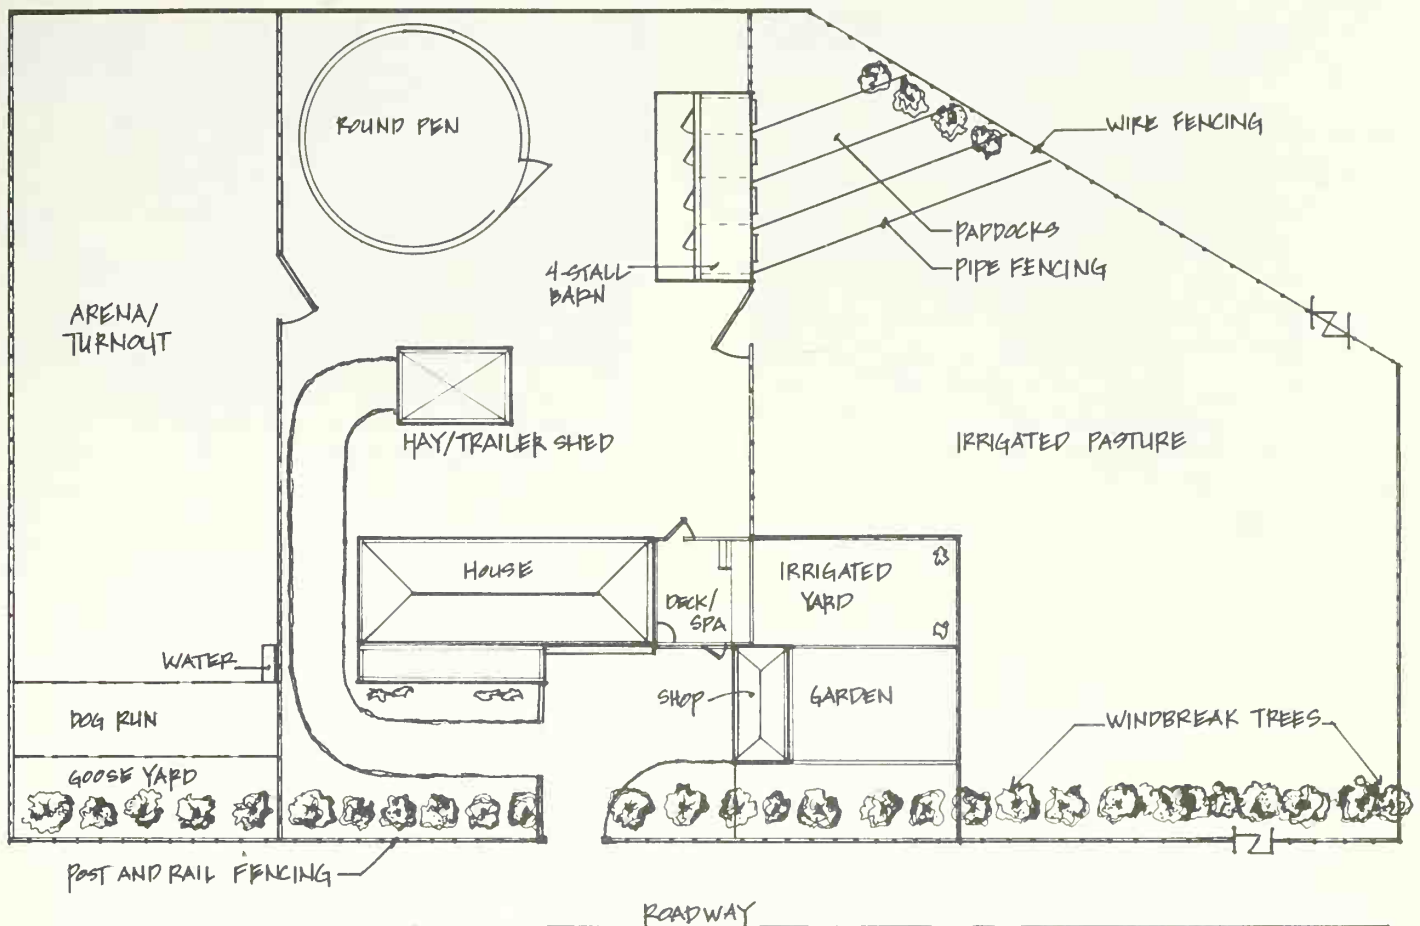 ROUND PEN
WIRE FENCING
PADDOCKS
PIPE FENCING
4-STALL
BARN
ARENA/
TURNOUT
HAY/TRAILER SHED
IRRIGATED PASTURE
HOUSE
IRRIGATED
YARD
DECK/
SPA
WATER
SHOP
GARDEN
DOG RUN
WINDBREAK TREES
GOOSE YARD
POST AND RAIL FENCING
ROADWAY